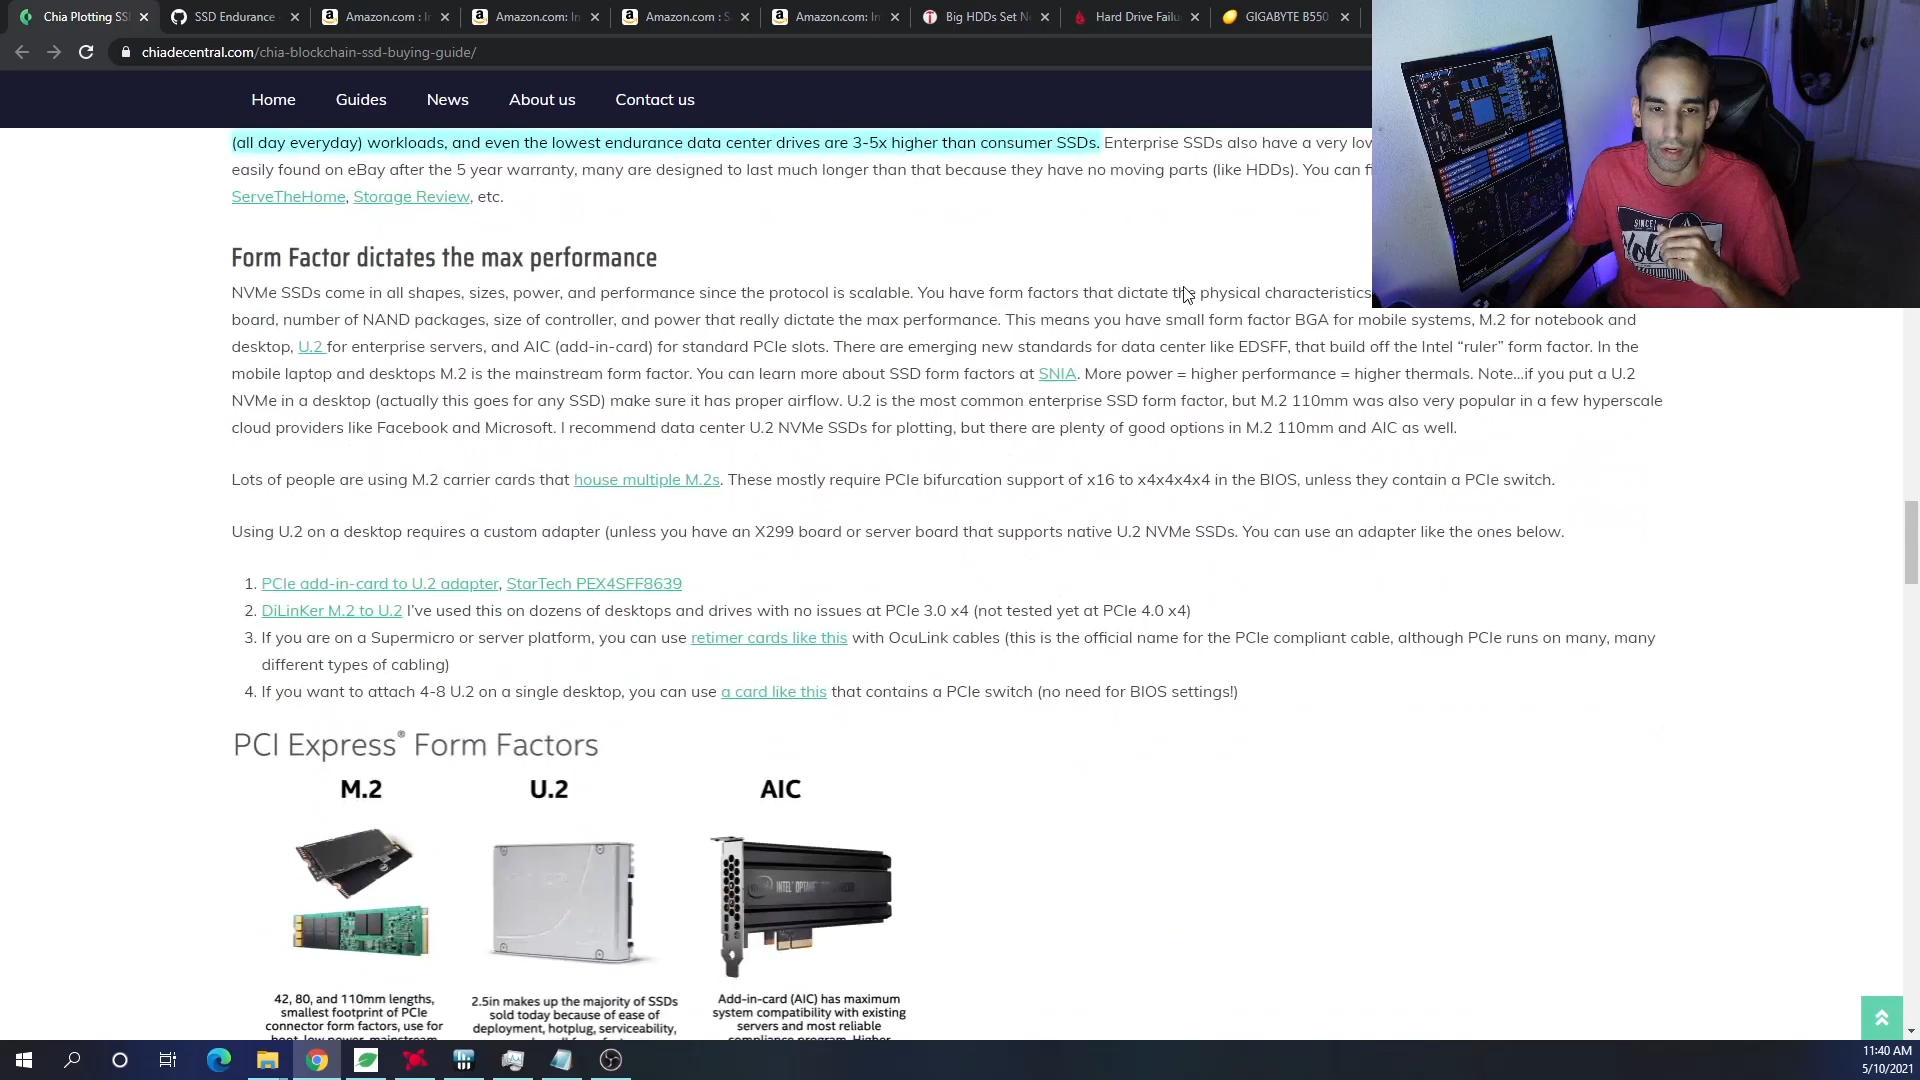 Chia Plotting SS
SSD Endurance
Amazon.com : In
Amazon.com: In
Amazon.com : S
Amazon.com: In
Big HDDs Set N
Hard Drive Failu
GIGABYTE B550
chiadecentral.com/chia-blockchain-ssd-buying-guide/
Home Guides News About us Contact us
(all day everyday) workloads, and even the lowest endurance data center drives are 3-5x higher than consumer SSDs. Enterprise SSDs also have a very low
easily found on eBay after the 5 year warranty, many are designed to last much longer than that because they have no moving parts (like HDDs). You can fi
ServeTheHome, Storage Review, etc.
Form Factor dictates the max performance
NVMe SSDs come in all shapes, sizes, power, and performance since the protocol is scalable. You have form factors that dictate the physical characteristics
board, number of NAND packages, size of controller, and power that really dictate the max performance. This means you have small form factor BGA for mobile systems, M.2 for notebook and
desktop, U.2 for enterprise servers, and AIC (add-in-card) for standard PCIe slots. There are emerging new standards for data center like EDSFF, that build off the Intel “ruler” form factor. In the
mobile laptop and desktops M.2 is the mainstream form factor. You can learn more about SSD form factors at SNIA. More power = higher performance = higher thermals. Note…if you put a U.2
NVMe in a desktop (actually this goes for any SSD) make sure it has proper airflow. U.2 is the most common enterprise SSD form factor, but M.2 110mm was also very popular in a few hyperscale
cloud providers like Facebook and Microsoft. I recommend data center U.2 NVMe SSDs for plotting, but there are plenty of good options in M.2 110mm and AIC as well.
Lots of people are using M.2 carrier cards that house multiple M.2s. These mostly require PCIe bifurcation support of x16 to x4x4x4x4 in the BIOS, unless they contain a PCIe switch.
Using U.2 on a desktop requires a custom adapter (unless you have an X299 board or server board that supports native U.2 NVMe SSDs. You can use an adapter like the ones below.
1. PCIe add-in-card to U.2 adapter, StarTech PEX4SFF8639
2. DiLinKer M.2 to U.2 I’ve used this on dozens of desktops and drives with no issues at PCIe 3.0 x4 (not tested yet at PCIe 4.0 x4)
3. If you are on a Supermicro or server platform, you can use retimer cards like this with OcuLink cables (this is the official name for the PCIe compliant cable, although PCIe runs on many, many
different types of cabling)
4. If you want to attach 4-8 U.2 on a single desktop, you can use a card like this that contains a PCIe switch (no need for BIOS settings!)
PCI Express® Form Factors
M.2 U.2 AIC
INTEL OPTANE
42, 80, and 110mm lengths,
smallest footprint of PCIe
connector form factors, use for
2.5in makes up the majority of SSDs
sold today because of ease of
deployment, hotplug, serviceability,
Add-in-card (AIC) has maximum
system compatibility with existing
servers and most reliable
SINCE
11:40 AM
5/10/2021